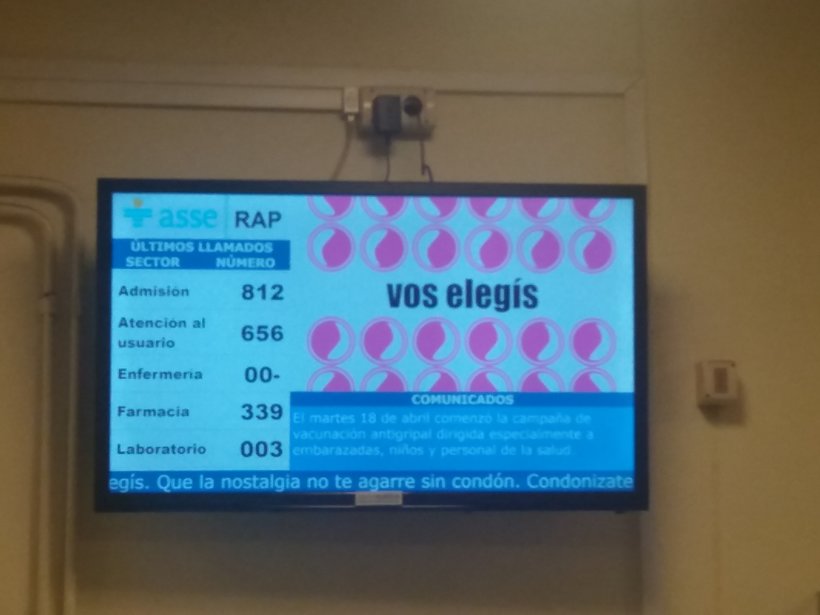 asse RAP
ÚLTIMOS LLAMADOS
SECTOR NÚMERO
Admisión 812
Atención al
usuario 656
Enfermería 00-
Farmacia 339
Laboratorio 003
vos elegís
COMUNICADOS
El martes 18 de abril comenzó la campaña de
vacunación antigripal dirigida especialmente a
embarazadas, niños y personal de la salud
egís. Que la nostalgia no te agarre sin condón. Condonizate